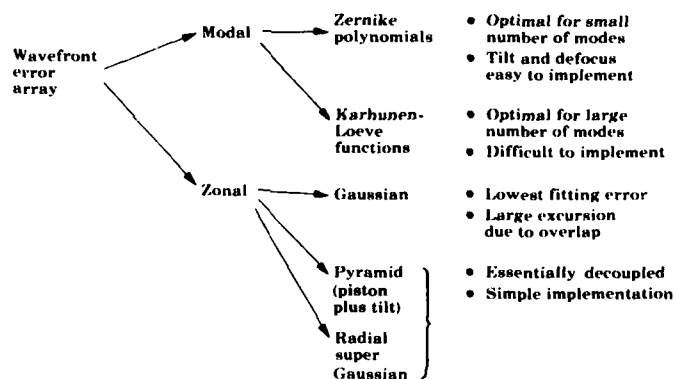 Wavefront
error
array
Modal
Zernike
polynomials
• Optimal for small
number of modes
• Tilt and defocus
easy to implement
Karhunen-
Loeve
functions
• Optimal for large
number of modes
• Difficult to implement
Zonal
Gaussian
• Lowest fitting error
• Large excursion
due to overlap
Pyramid
(piston
plus tilt)
• Essentially decoupled
• Simple implementation
Radial
super
Gaussian